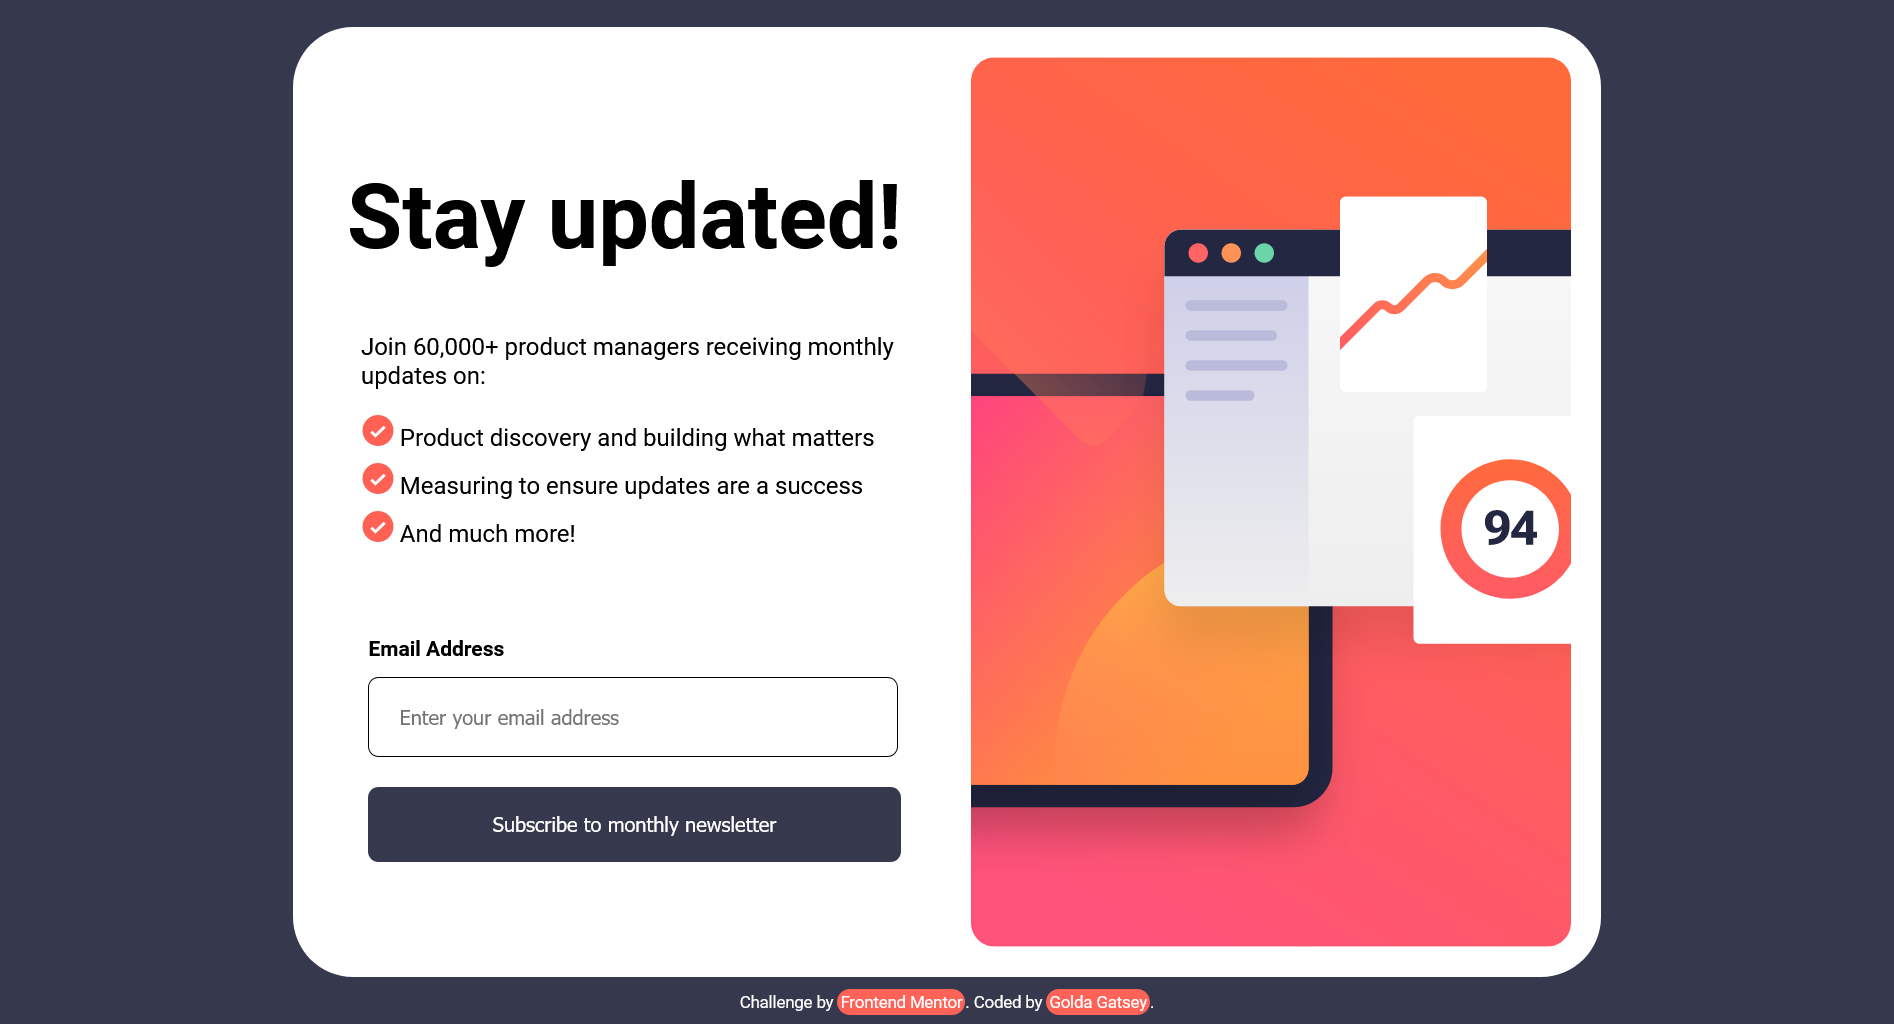 Stay updated!
Join 60,000+ product managers receiving monthly
updates on:
Product discovery and building what matters
Measuring to ensure updates are a success
And much more!
Email Address
Enter your email address
Subscribe to monthly newsletter
94
Challenge by Frontend Mentor. Coded by Golda Gatsey.